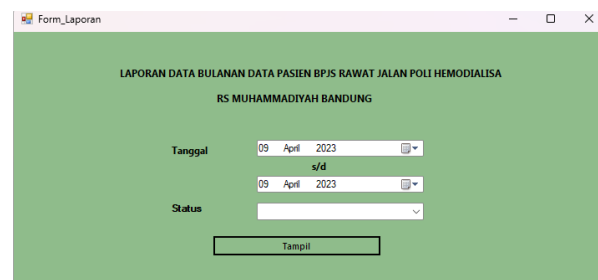 Form_Laporan
LAPORAN DATA BULANAN DATA PASIEN BPJS RAWAT JALAN POLI HEMODIALISA
RS MUHAMMADIYAH BANDUNG
Tanggal 09 April 2023
s/d
09 April 2023
Status
Tampil